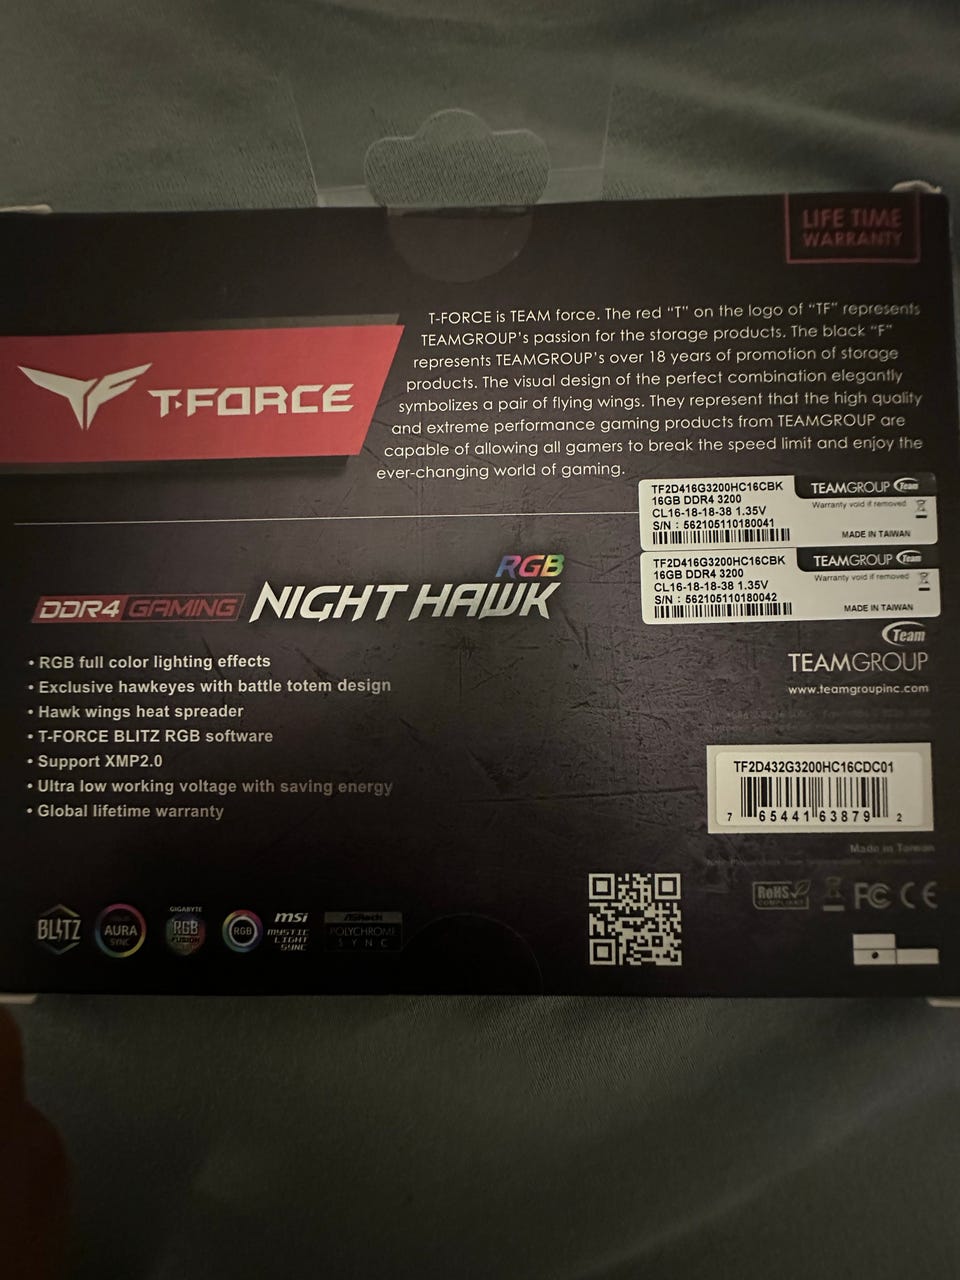 LIFE TIME
WARRANTY
T-FORCE is TEAM force. The red “T” on the logo of “TF” represents
TEAMGROUP’s passion for the storage products. The black “F”
represents TEAMGROUP’s over 18 years of promotion of storage
products. The visual design of the perfect combination elegantly
symbolizes a pair of flying wings. They represent that the high quality
and extreme performance gaming products from TEAMGROUP are
capable of allowing all gamers to break the speed limit and enjoy the
ever-changing world of gaming.
T-FORCE
TF2D416G3200HC16CBK
16GB DDR4 3200
CL16-18-18-38 1.35V
S/N : 562105110180041
TEAMGROUP Team
Warranty void if removed
MADE IN TAIWAN
TF2D416G3200HC16CBK
16GB DDR4 3200
CL16-18-18-38 1.35V
S/N : 562105110180042
TEAMGROUP Team
Warranty void if removed
MADE IN TAIWAN
RGB
DDR4 GAMING NIGHT HAWK
• RGB full color lighting effects
• Exclusive hawkeyes with battle totem design
• Hawk wings heat spreader
• T-FORCE BLITZ RGB software
• Support XMP2.0
• Ultra low working voltage with saving energy
• Global lifetime warranty
Team
TEAMGROUP
www.teamgroupinc.com
TF2D432G3200HC16CDC01
7 65441 63879 2
Made in Taiwan
RoHS
COMPLIANT
FC CE
BLITZ
AURA
SYNC
GIGABYTE
RGB
FUSION
RGB
msi
MYSTIC
LIGHT
SYNC
ASRock
POLYCHROME
SYNC